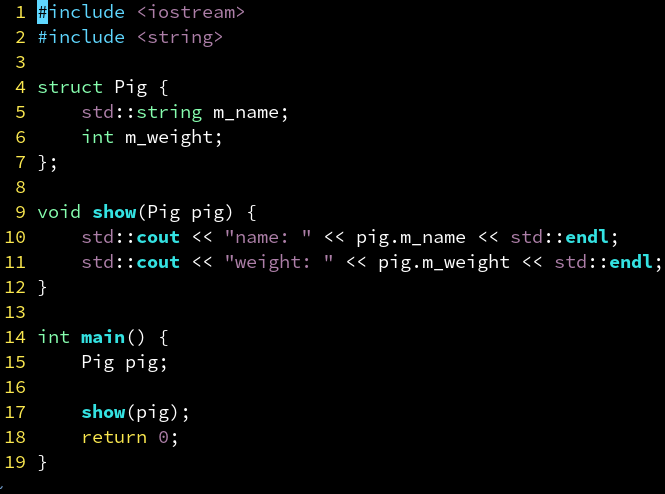 1 #include <iostream>
2 #include <string>
3
4 struct Pig {
5     std::string m_name;
6     int m_weight;
7 };
8
9 void show(Pig pig) {
10     std::cout << "name: " << pig.m_name << std::endl;
11     std::cout << "weight: " << pig.m_weight << std::endl;
12 }
13
14 int main() {
15     Pig pig;
16
17     show(pig);
18     return 0;
19 }